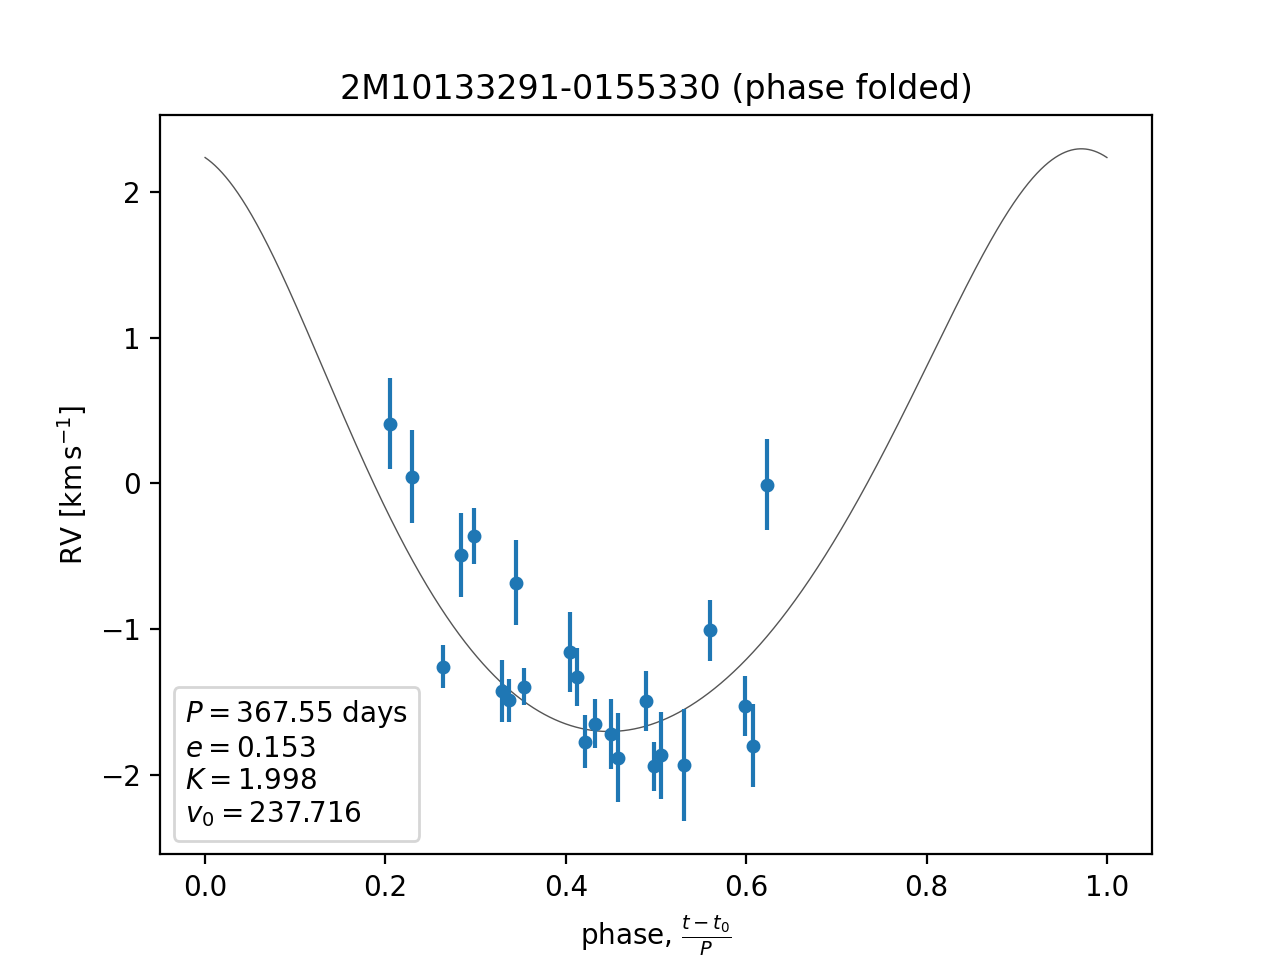 2M10133291-0155330 (phase folded)
RV [km s⁻¹]
2
1
0
−1
−2
P = 367.55 days
e = 0.153
K = 1.998
v₀ = 237.716
0.0 0.2 0.4 0.6 0.8 1.0
phase, (t − t₀)/P